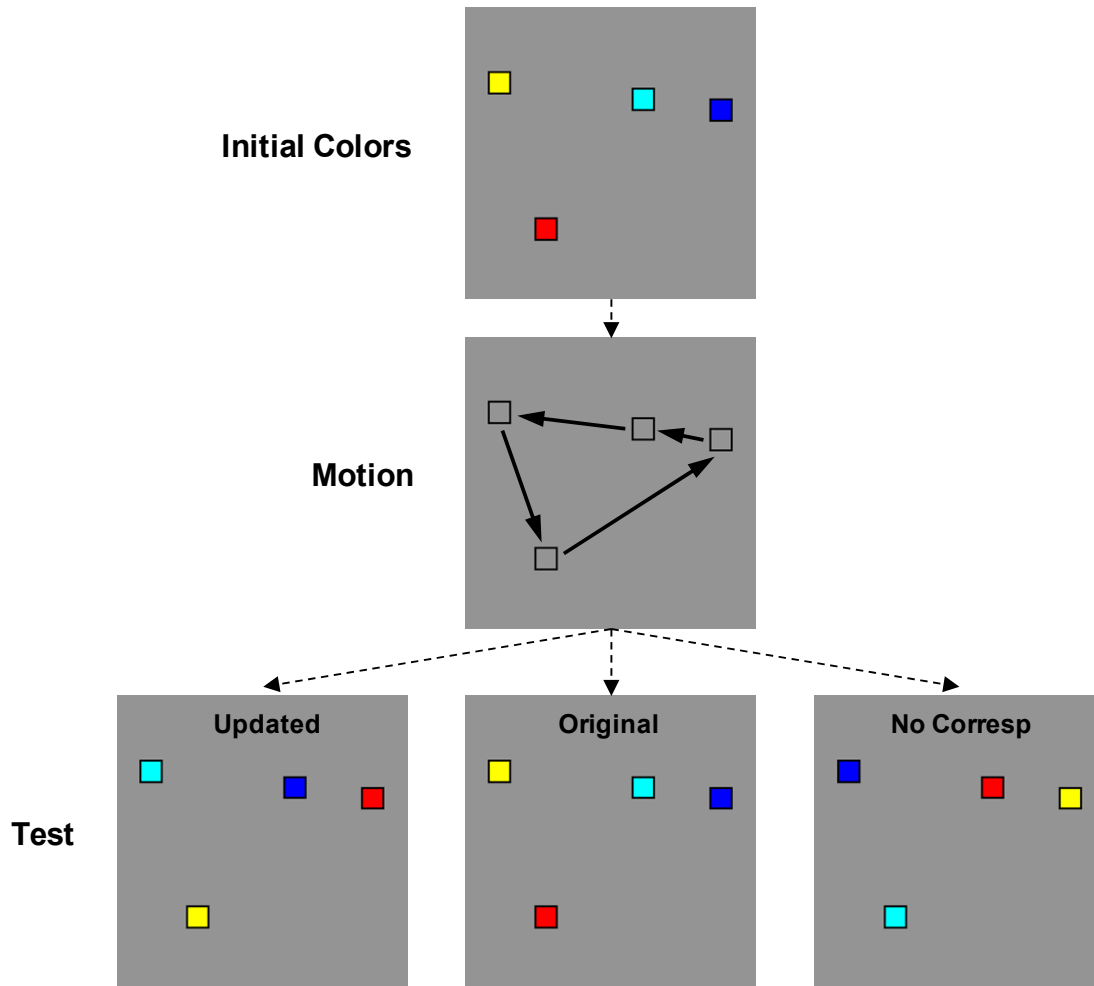 Initial Colors
Motion
Updated
Original
No Corresp
Test